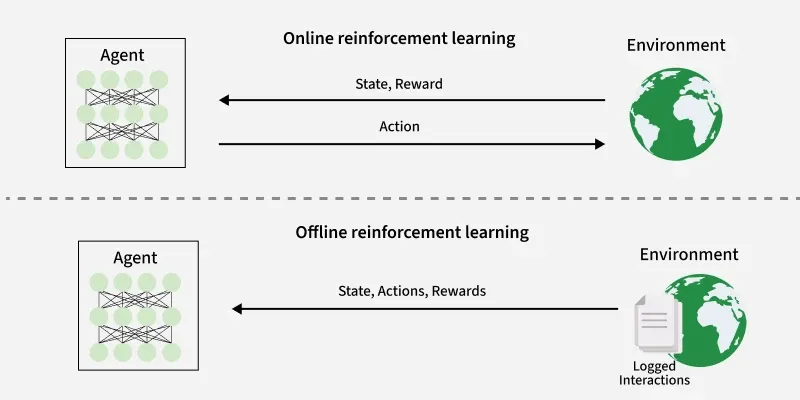 Online reinforcement learning
Agent
Environment
State, Reward
Action
Offline reinforcement learning
Agent
Environment
State, Actions, Rewards
Logged
Interactions